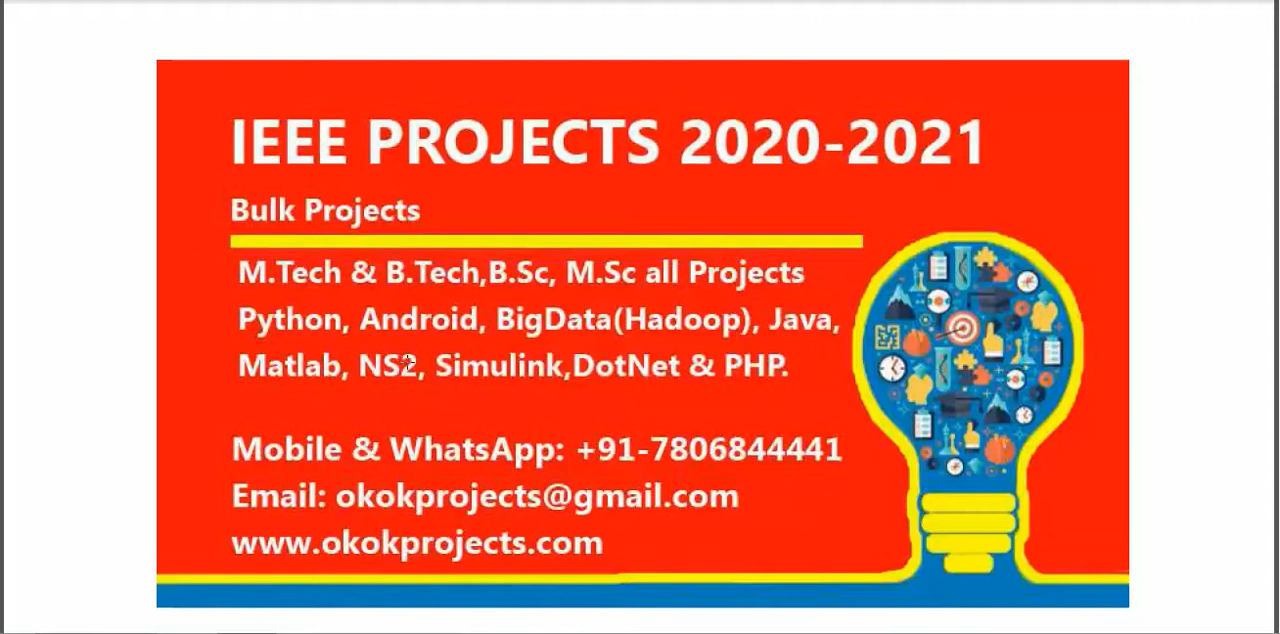 IEEE PROJECTS 2020-2021
Bulk Projects
M.Tech & B.Tech,B.Sc, M.Sc all Projects
Python, Android, BigData(Hadoop), Java,
Matlab, NS2, Simulink,DotNet & PHP.
Mobile & WhatsApp: +91-7806844441
Email: okokprojects@gmail.com
www.okokprojects.com